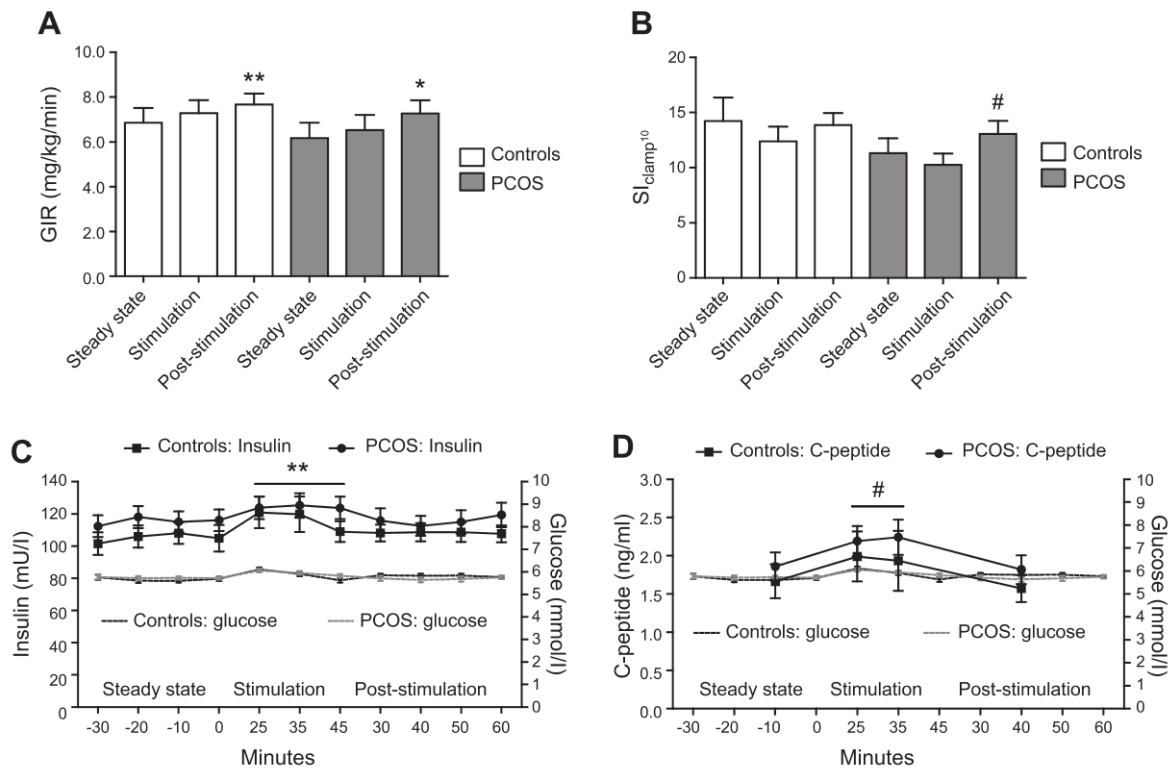 A
10.0
8.0
6.0
4.0
2.0
0.0
GIR (mg/kg/min)
**
*
Controls
PCOS
Steady state
Stimulation
Post-stimulation
Steady state
Stimulation
Post-stimulation
B
20
15
10
5
0
SI clamp 10
#
Controls
PCOS
Steady state
Stimulation
Post-stimulation
Steady state
Stimulation
Post-stimulation
C
Controls: Insulin
PCOS: Insulin
**
140
120
100
80
60
40
20
0
Insulin (mU/l)
10
9
8
7
6
5
4
3
2
1
0
Glucose (mmol/l)
Controls: glucose
PCOS: glucose
Steady state
Stimulation
Post-stimulation
-30 -20 -10 0 25 35 45 30 40 50 60
Minutes
D
Controls: C-peptide
PCOS: C-peptide
#
3.0
2.5
2.0
1.5
1.0
0.5
0.0
C-peptide (ng/ml)
10
9
8
7
6
5
4
3
2
1
0
Glucose (mmol/l)
Controls: glucose
PCOS: glucose
Steady state
Stimulation
Post-stimulation
-30 -20 -10 0 25 35 45 30 40 50 60
Minutes